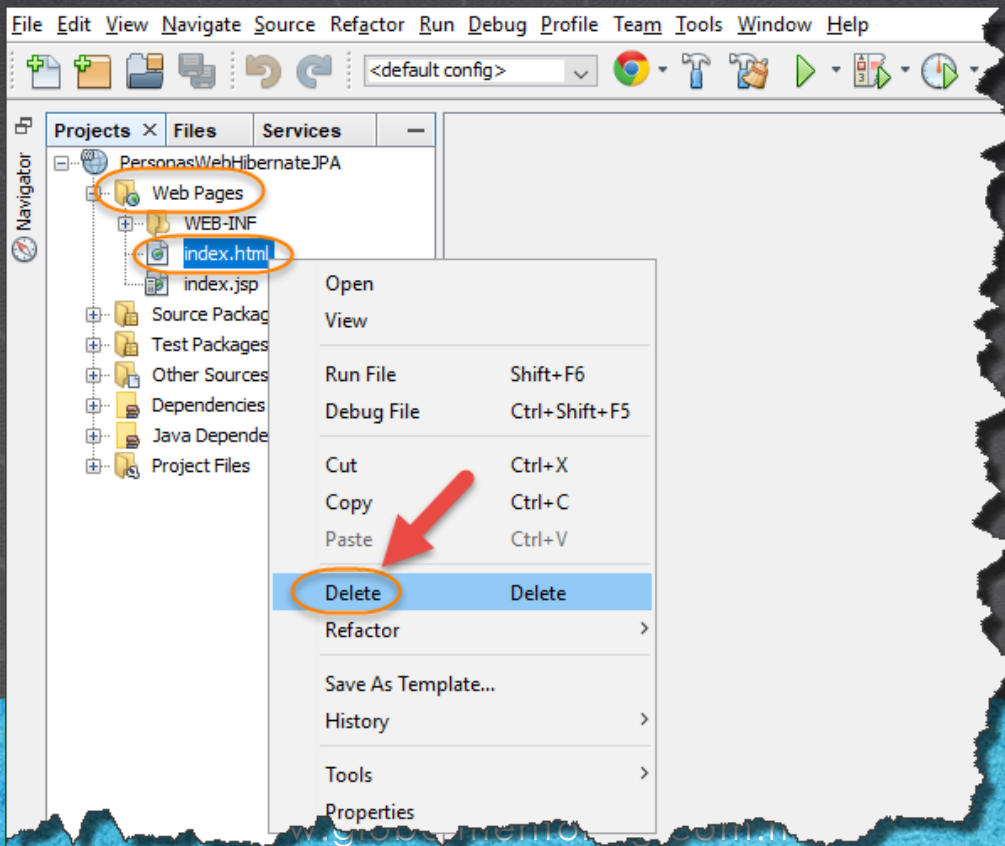 File Edit View Navigate Source Refactor Run Debug Profile Team Tools Window Help
<default config>
Projects Files Services
Navigator
PersonasWebHibernateJPA
Web Pages
WEB-INF
index.html
index.jsp
Source Packag
Test Packages
Other Sources
Dependencies
Java Depende
Project Files
Open
View
Run File Shift+F6
Debug File Ctrl+Shift+F5
Cut Ctrl+X
Copy Ctrl+C
Paste Ctrl+V
Delete Delete
Refactor
Save As Template...
History
Tools
Properties